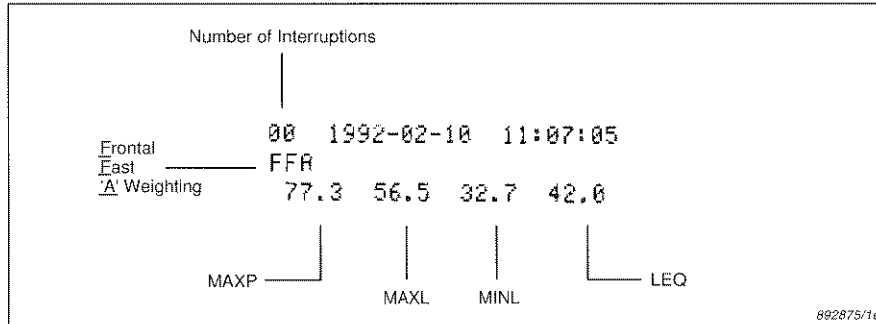 Number of Interruptions
00 1992-02-10 11:07:05
Frontal
Fast
'A' Weighting
FFA
77.3 56.5 32.7 42.0
MAXP
MAXL
MINL
LEQ
892875/1e